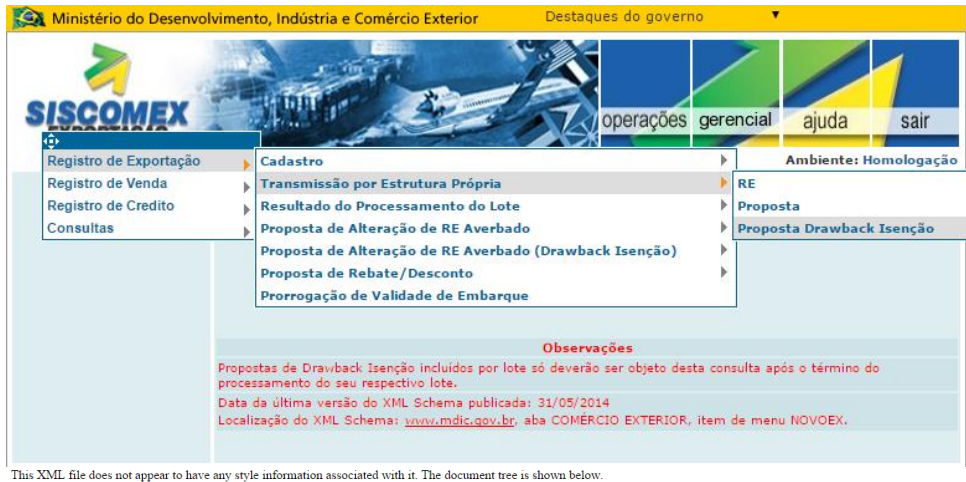 Ministério do Desenvolvimento, Indústria e Comércio Exterior
Destaques do governo
SISCOMEX
EXPORTAÇÃO
operações
gerencial
ajuda
sair
Ambiente: Homologação
Registro de Exportação
Registro de Venda
Registro de Credito
Consultas
Cadastro
Transmissão por Estrutura Própria
Resultado do Processamento do Lote
Proposta de Alteração de RE Averbado
Proposta de Alteração de RE Averbado (Drawback Isenção)
Proposta de Rebate/Desconto
Prorrogação de Validade de Embarque
RE
Proposta
Proposta Drawback Isenção
Observações
Propostas de Drawback Isenção incluídos por lote só deverão ser objeto desta consulta após o término do
processamento do seu respectivo lote.
Data da última versão do XML Schema publicada: 31/05/2014
Localização do XML Schema: www.mdic.gov.br, aba COMÉRCIO EXTERIOR, item de menu NOVOEX.
This XML file does not appear to have any style information associated with it. The document tree is shown below.